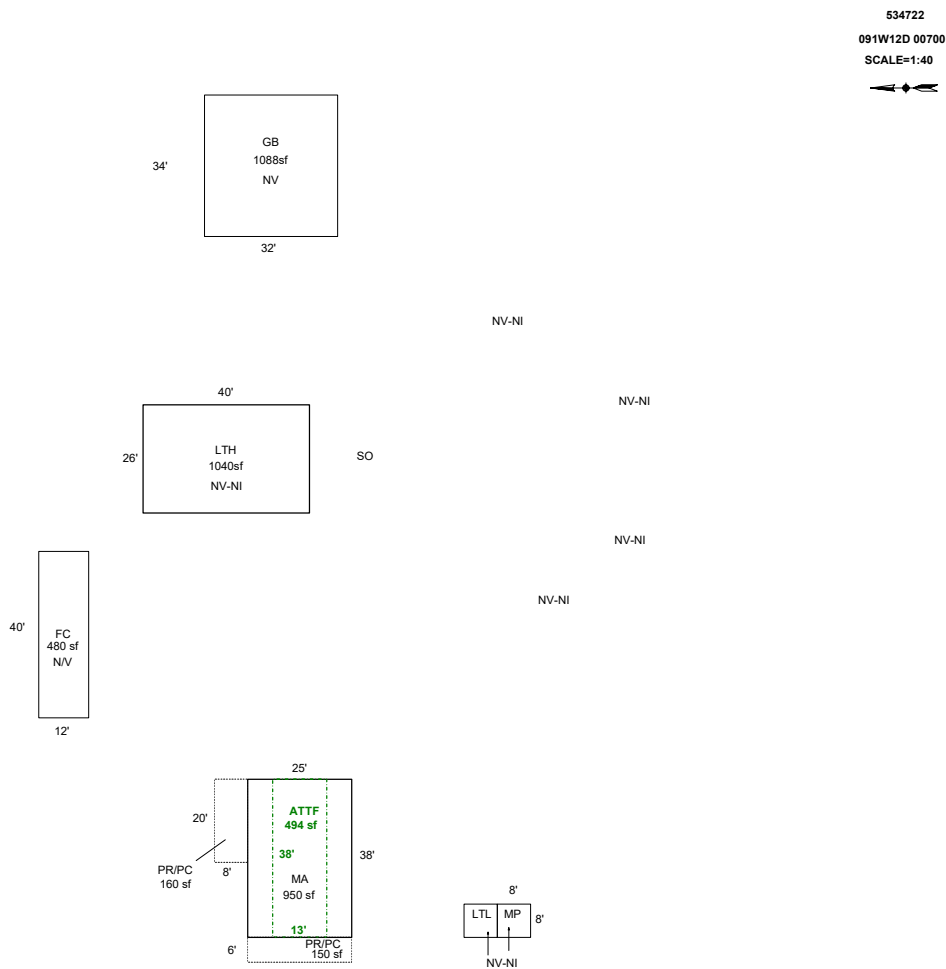 534722
091W12D 00700
SCALE=1:40
GB
1088sf
NV
34'
32'
NV-NI
40'
NV-NI
26'
LTH
1040sf
NV-NI
SO
NV-NI
NV-NI
40'
FC
480 sf
N/V
12'
25'
20'
ATTF
494 sf
38'
38'
PR/PC
160 sf
8'
MA
950 sf
13'
6'
PR/PC
150 sf
8'
LTL
MP
8'
NV-NI